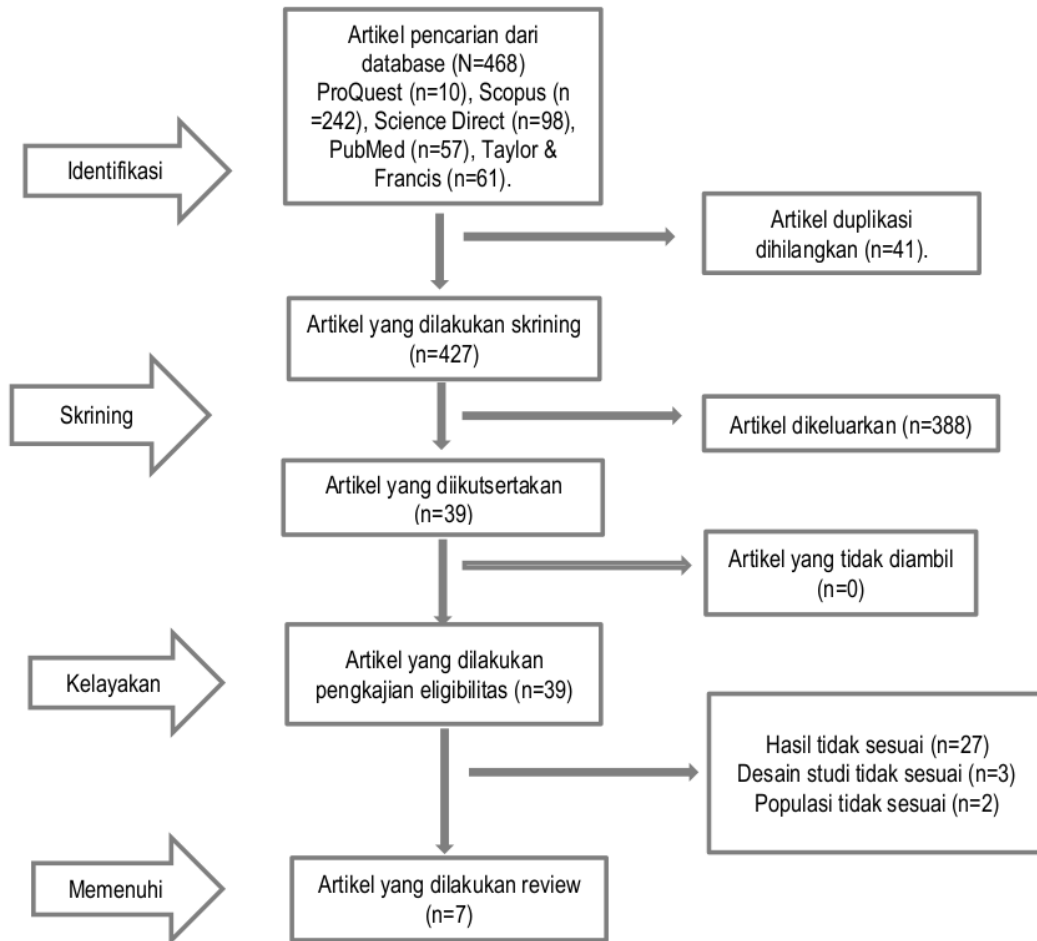 Artikel pencarian dari
database (N=468)
ProQuest (n=10), Scopus (n
=242), Science Direct (n=98),
PubMed (n=57), Taylor &
Francis (n=61).
Identifikasi
Artikel duplikasi
dihilangkan (n=41).
Artikel yang dilakukan skrining
(n=427)
Skrining
Artikel dikeluarkan (n=388)
Artikel yang diikutsertakan
(n=39)
Artikel yang tidak diambil
(n=0)
Kelayakan
Artikel yang dilakukan
pengkajian eligibilitas (n=39)
Hasil tidak sesuai (n=27)
Desain studi tidak sesuai (n=3)
Populasi tidak sesuai (n=2)
Memenuhi
Artikel yang dilakukan review
(n=7)